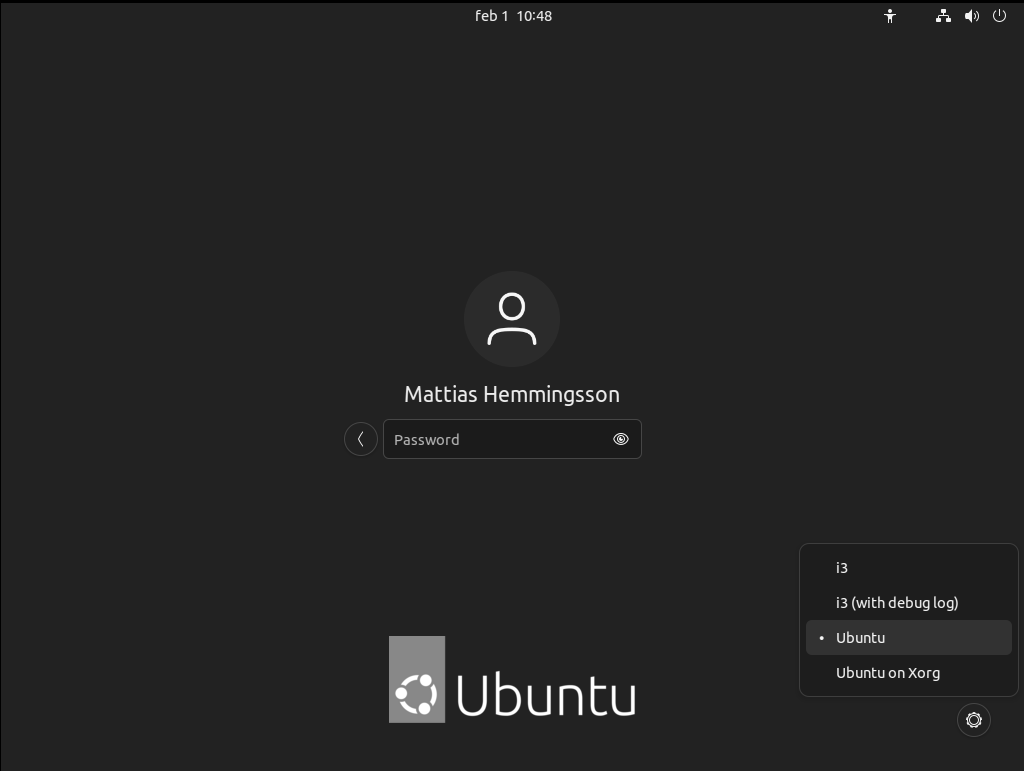 feb 1 10:48
Mattias Hemmingsson
Password
i3
i3 (with debug log)
• Ubuntu
Ubuntu on Xorg
Ubuntu